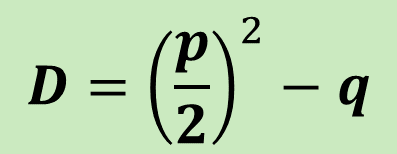 D = (p/2)² − q